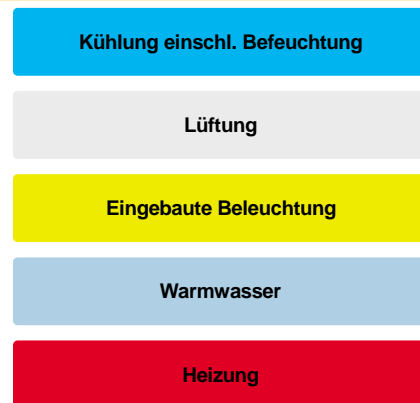 Kühlung einschl. Befeuchtung
Lüftung
Eingebaute Beleuchtung
Warmwasser
Heizung